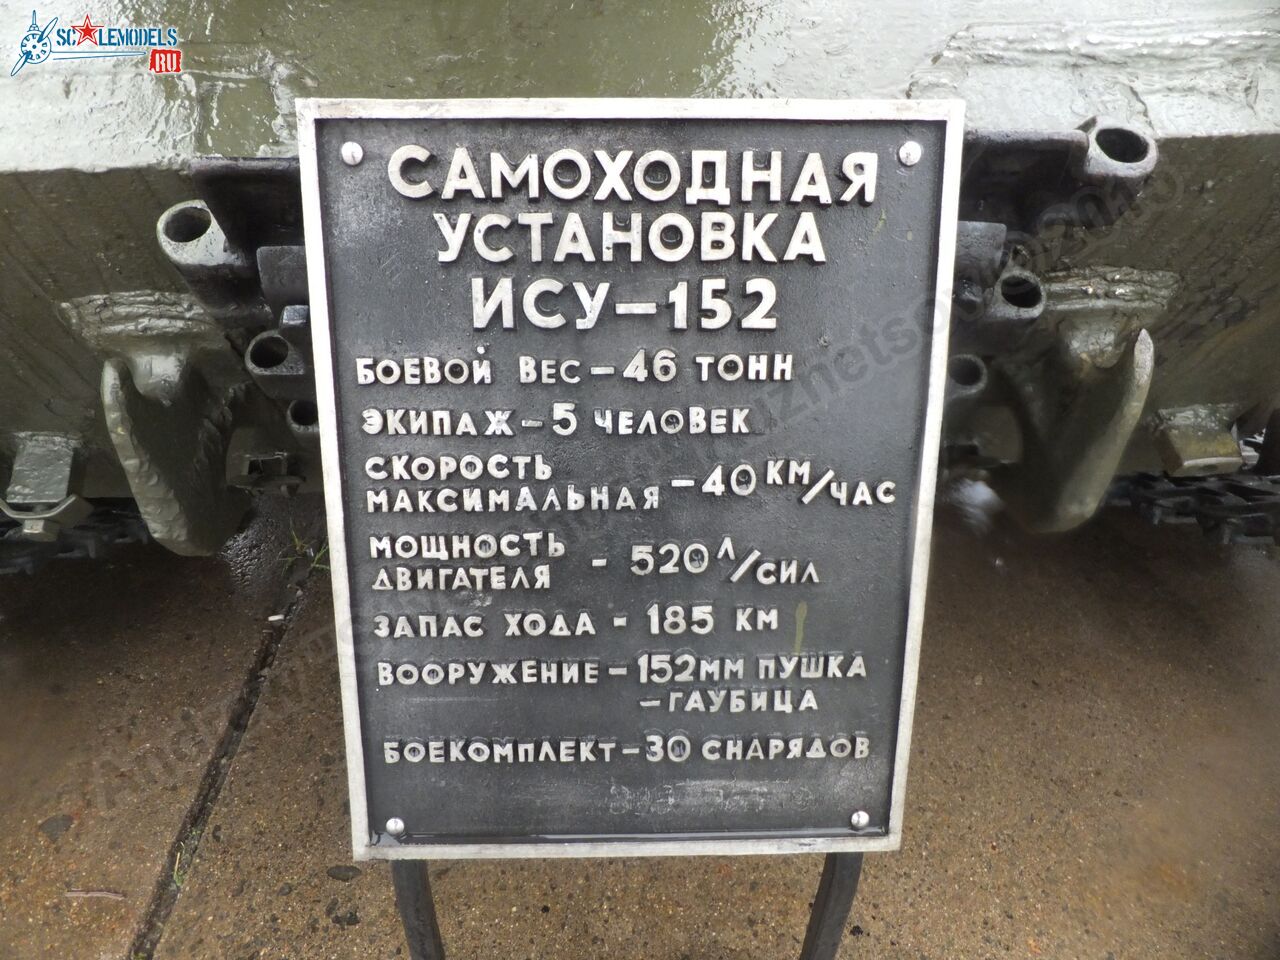 SCALEMODELS
RU
САМОХОДНАЯ
УСТАНОВКА
ИСУ-152
БОЕВОЙ ВЕС - 46 ТОНН
ЭКИПАЖ - 5 ЧЕЛОВЕК
СКОРОСТЬ
МАКСИМАЛЬНАЯ - 40 КМ/ЧАС
МОЩНОСТЬ
ДВИГАТЕЛЯ - 520 Л/СИЛ
ЗАПАС ХОДА - 185 КМ
ВООРУЖЕНИЕ - 152ММ ПУШКА
- ГАУБИЦА
БОЕКОМПЛЕКТ - 30 СНАРЯДОВ